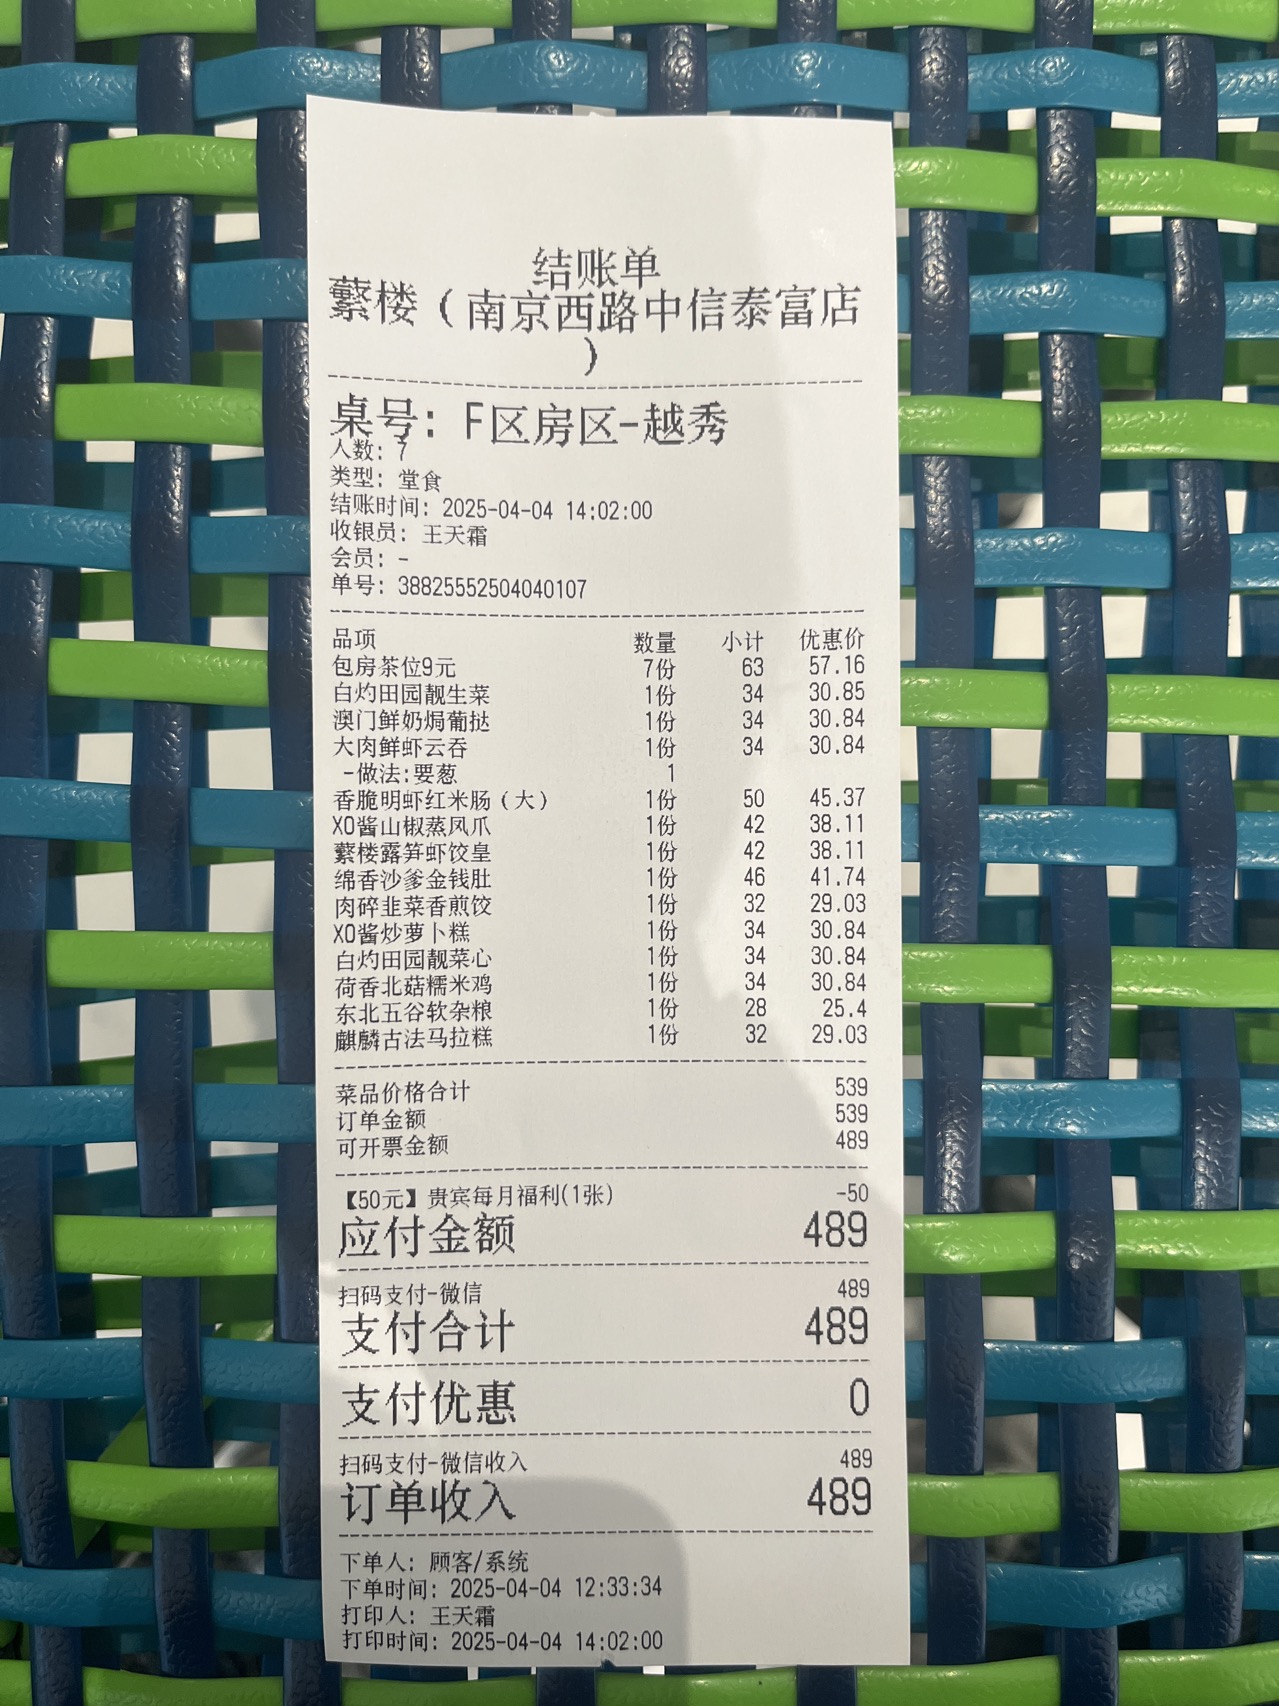 结账单
蘩楼（南京西路中信泰富店
）
桌号: F区房区-越秀
人数: 7
类型: 堂食
结账时间: 2025-04-04 14:02:00
收银员: 王天霜
会员: -
单号: 38825552504040107
品项 数量 小计 优惠价
包房茶位9元 7份 63 57.16
白灼田园靓生菜 1份 34 30.85
澳门鲜奶焗葡挞 1份 34 30.84
大肉鲜虾云吞 1份 34 30.84
-做法:要葱 1
香脆明虾红米肠（大） 1份 50 45.37
XO酱山椒蒸凤爪 1份 42 38.11
蘩楼露笋虾饺皇 1份 42 38.11
绵香沙爹金钱肚 1份 46 41.74
肉碎韭菜香煎饺 1份 32 29.03
XO酱炒萝卜糕 1份 34 30.84
白灼田园靓菜心 1份 34 30.84
荷香北菇糯米鸡 1份 34 30.84
东北五谷软杂粮 1份 28 25.4
麒麟古法马拉糕 1份 32 29.03
菜品价格合计 539
订单金额 539
可开票金额 489
【50元】贵宾每月福利(1张) -50
应付金额 489
扫码支付-微信 489
支付合计 489
支付优惠 0
扫码支付-微信收入 489
订单收入 489
下单人: 顾客/系统
下单时间: 2025-04-04 12:33:34
打印人: 王天霜
打印时间: 2025-04-04 14:02:00